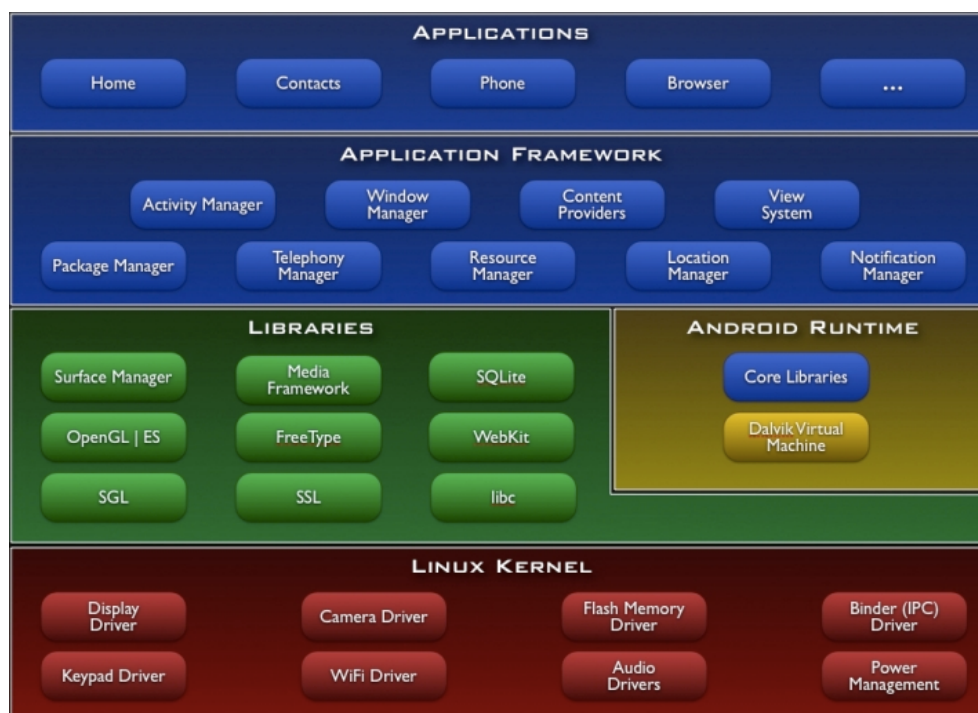 APPLICATIONS
Home
Contacts
Phone
Browser
...
APPLICATION FRAMEWORK
Activity Manager
Window
Manager
Content
Providers
View
System
Package Manager
Telephony
Manager
Resource
Manager
Location
Manager
Notification
Manager
LIBRARIES
Surface Manager
Media
Framework
SQLite
OpenGL | ES
FreeType
WebKit
SGL
SSL
libc
ANDROID RUNTIME
Core Libraries
Dalvik Virtual
Machine
LINUX KERNEL
Display
Driver
Camera Driver
Flash Memory
Driver
Binder (IPC)
Driver
Keypad Driver
WiFi Driver
Audio
Drivers
Power
Management